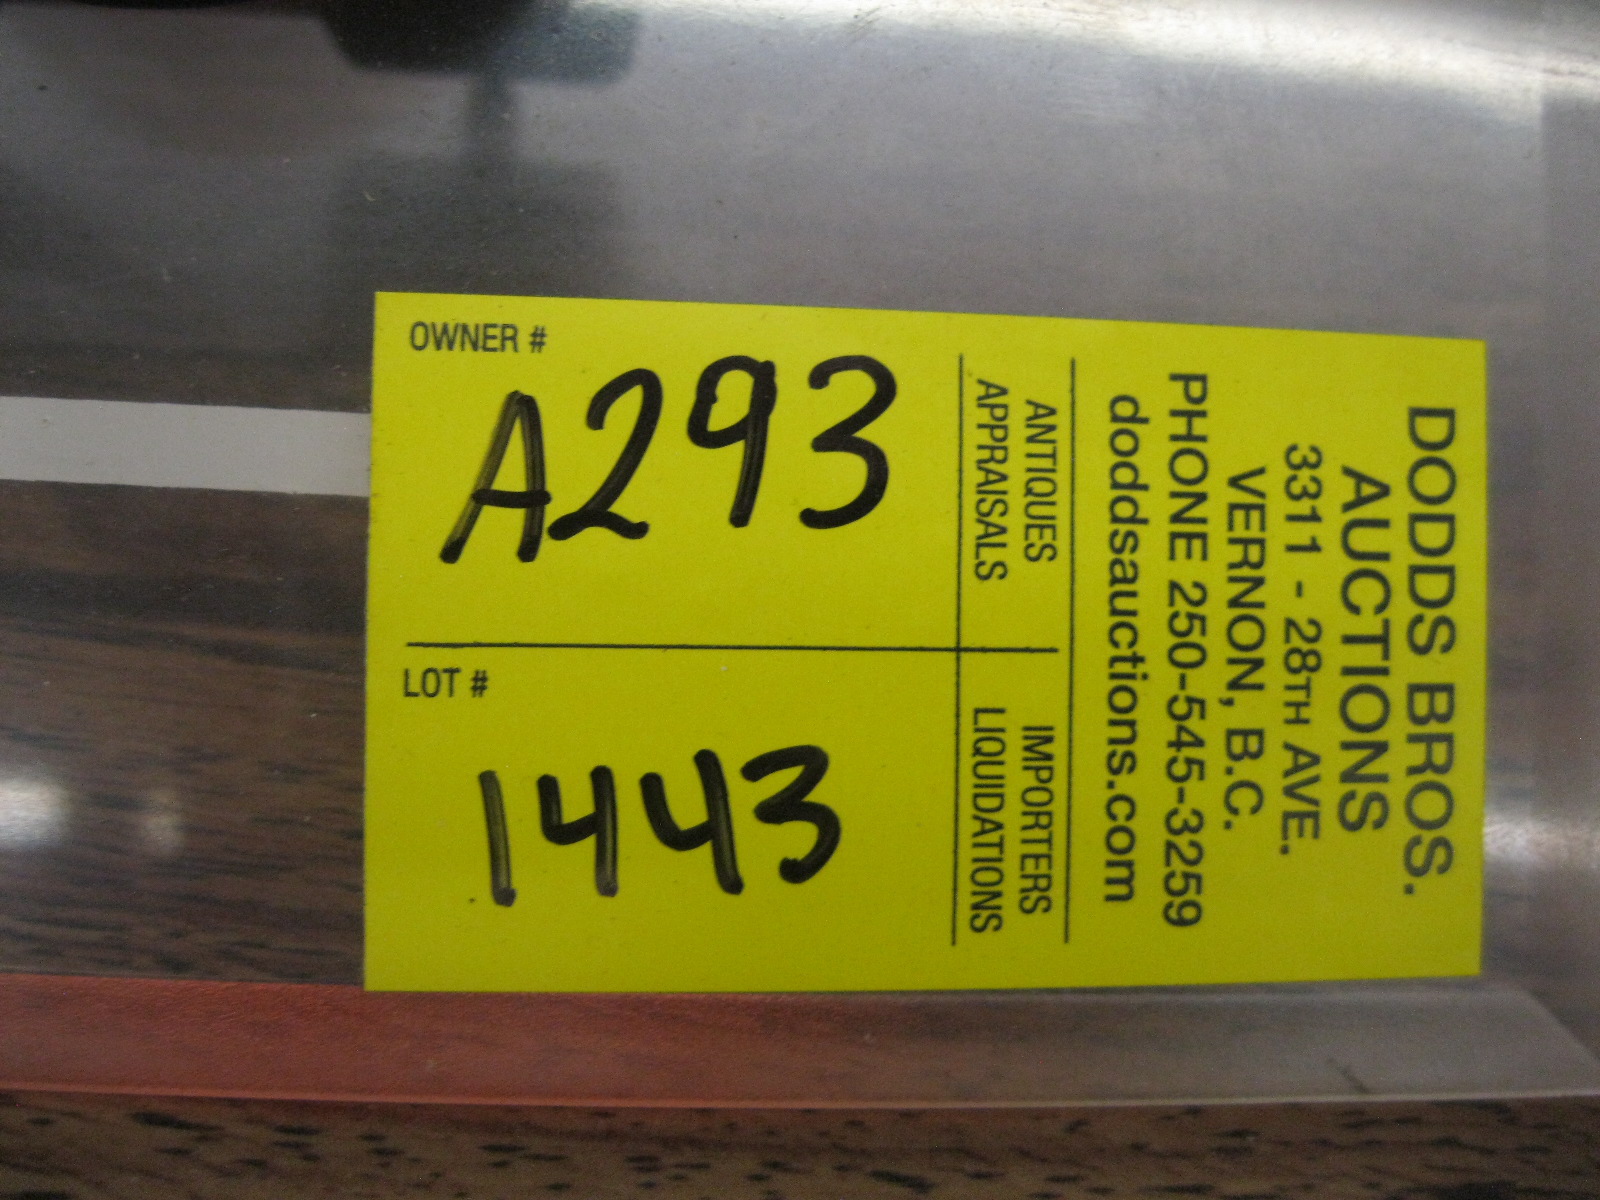 DODDS BROS.
AUCTIONS
3311 - 28TH AVE.
VERNON, B.C.
PHONE 250-545-3259
doddsauctions.com
ANTIQUES
APPRAISALS
IMPORTERS
LIQUIDATIONS
OWNER #
A293
LOT #
1443